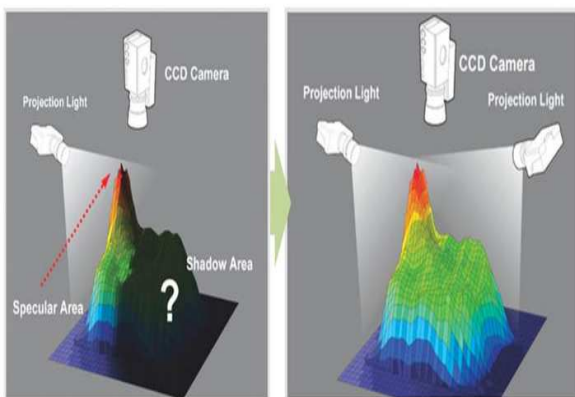 CCD Camera
Projection Light
Shadow Area
Specular Area
?
CCD Camera
Projection Light
Projection Light